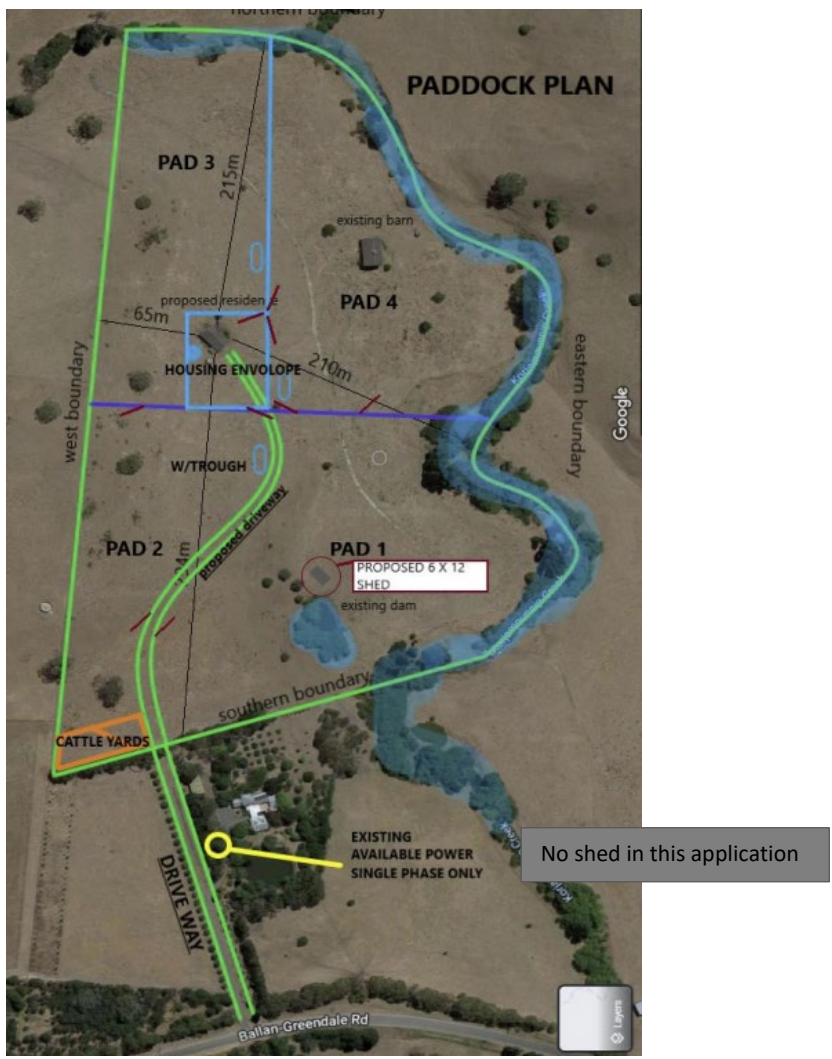 northern boundary
PADDOCK PLAN
PAD 3
215m
existing barn
PAD 4
proposed residence
65m
HOUSING ENVOLOPE
210m
eastern boundary
Google
west boundary
W/TROUGH
proposed driveway
PAD 2
PAD 1
PROPOSED 6 X 12
SHED
existing dam
southern boundary
CATTLE YARDS
EXISTING
AVAILABLE POWER
SINGLE PHASE ONLY
No shed in this application
Creek
DRIVE WAY
Ballan-Greendale Rd
Layers